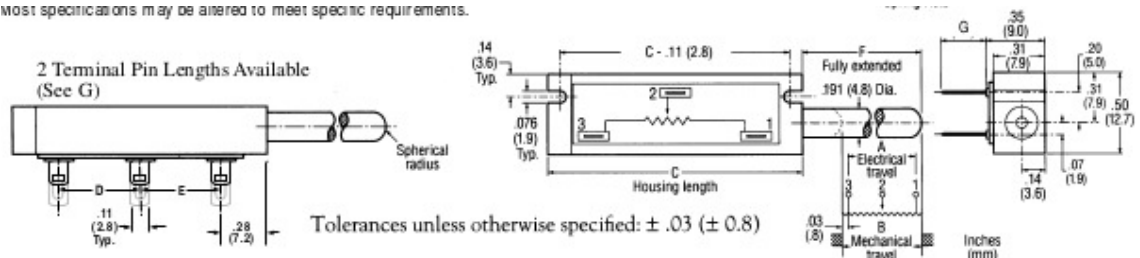 Most specifications may be altered to meet specific requirements.
2 Terminal Pin Lengths Available
(See G)
Spherical
radius
D
E
.11
(2.8)
Typ.
.28
(7.2)
.14
(3.6)
Typ.
C - .11 (2.8)
F
Fully extended
.191 (4.8) Dia.
2
3
1
.076
(1.9)
Typ.
C
Housing length
A
Electrical
travel
3
2
1
.03
(.8)
B
Mechanical
travel
Tolerances unless otherwise specified: ± .03 (± 0.8)
G
.35
(9.0)
.31
(7.9)
.20
(5.0)
.31
(7.9)
.50
(12.7)
.07
(1.9)
.14
(3.6)
Inches
(mm)